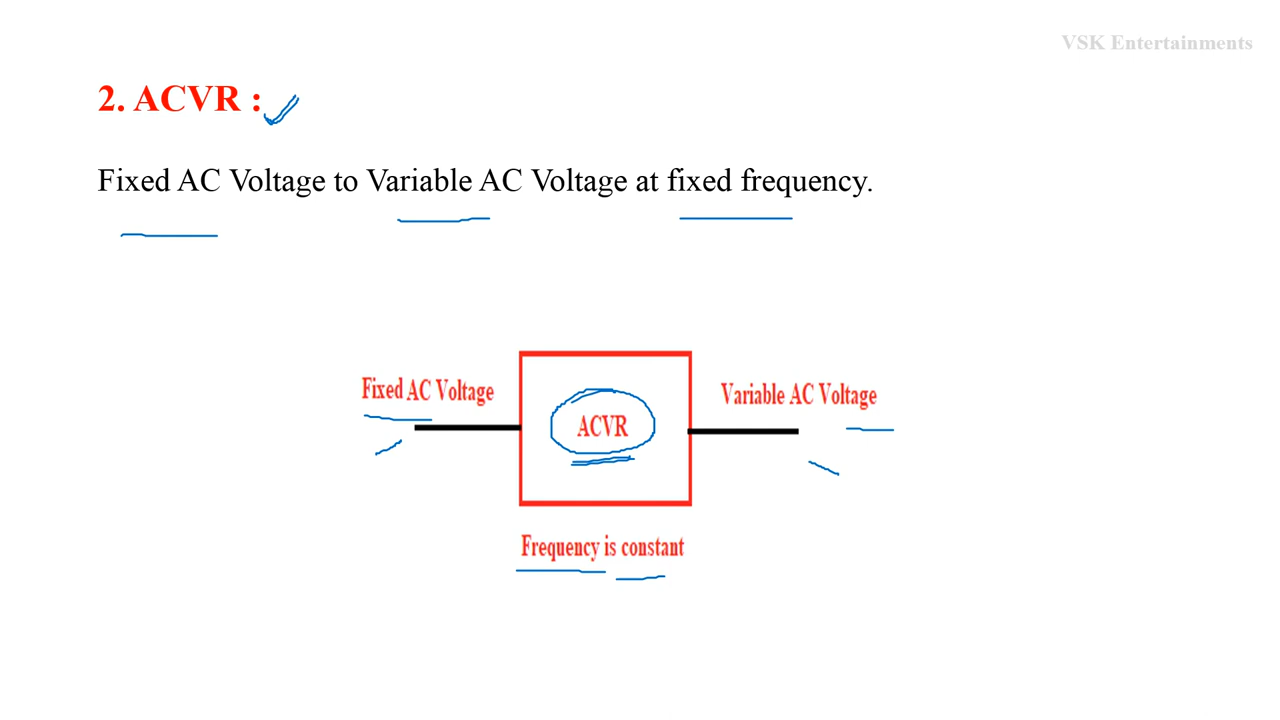 VSK Entertainments
2. ACVR :
Fixed AC Voltage to Variable AC Voltage at fixed frequency.
Fixed AC Voltage
ACVR
Variable AC Voltage
Frequency is constant